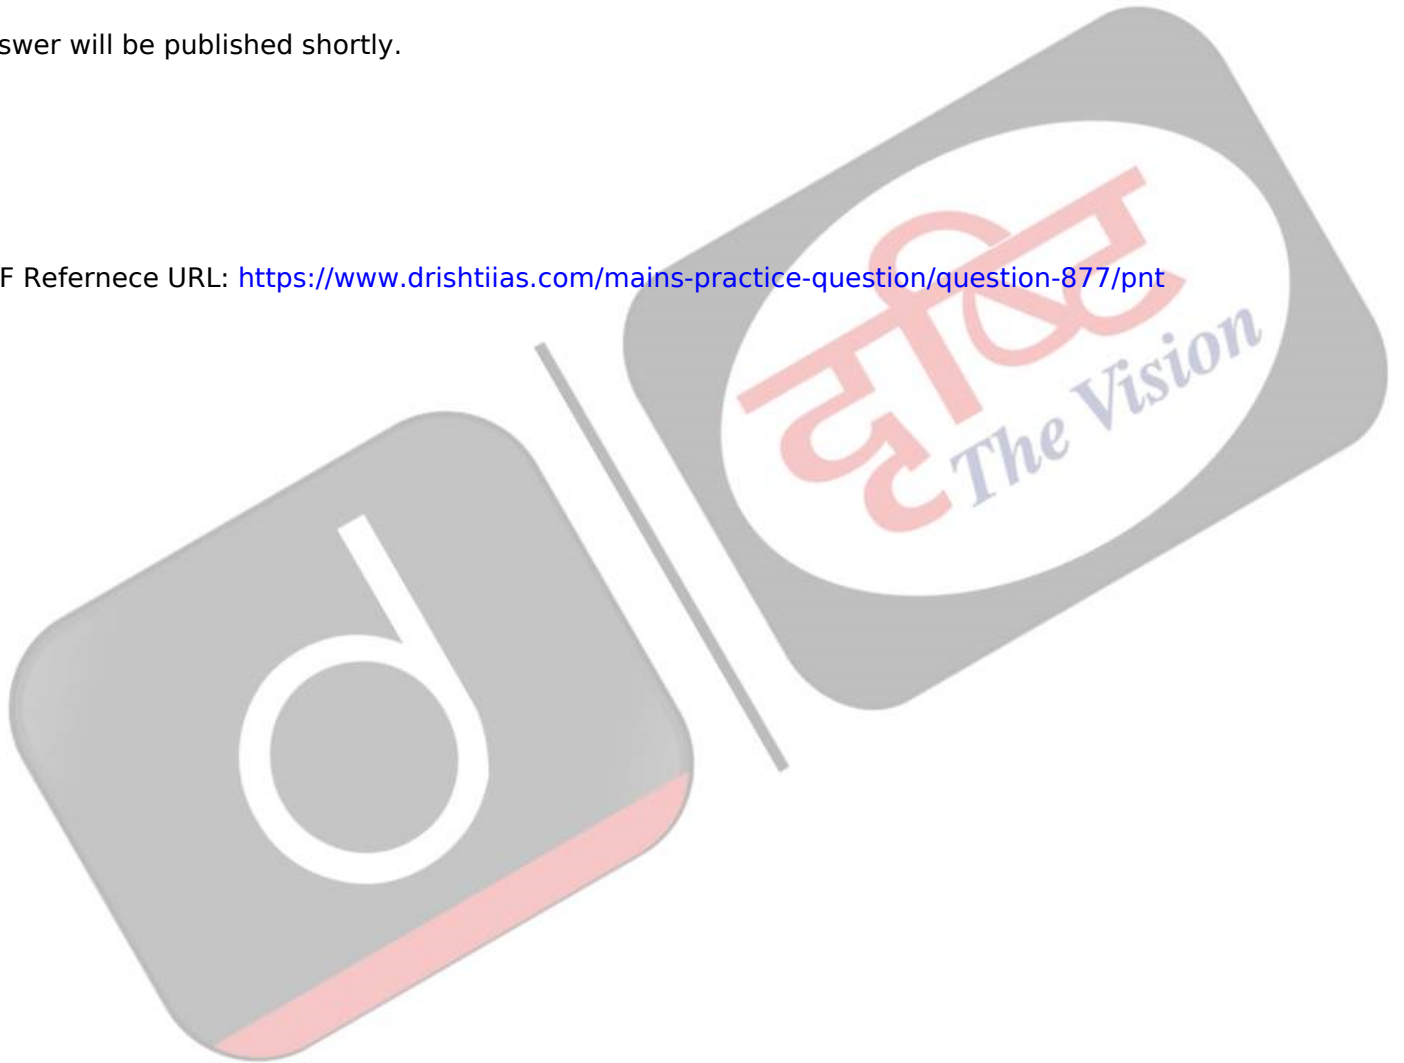 swer will be published shortly.
F Refernece URL: https://www.drishtiias.com/mains-practice-question/question-877/pnt
दृष्टि
The Vision
d